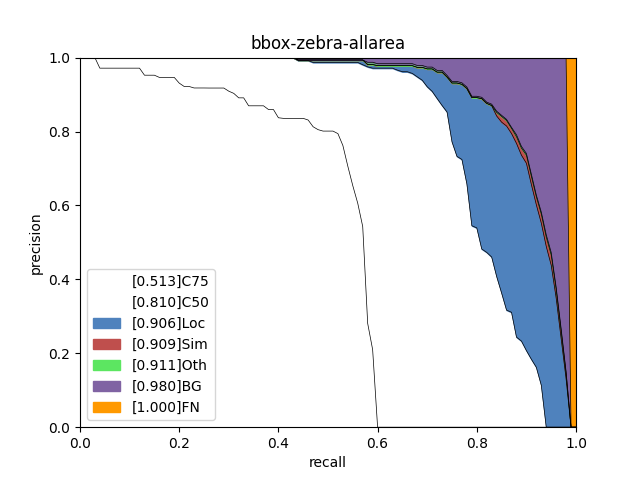 bbox-zebra-allarea
precision
1.0
0.8
0.6
0.4
0.2
0.0
[0.513]C75
[0.810]C50
[0.906]Loc
[0.909]Sim
[0.911]Oth
[0.980]BG
[1.000]FN
0.0 0.2 0.4 0.6 0.8 1.0
recall